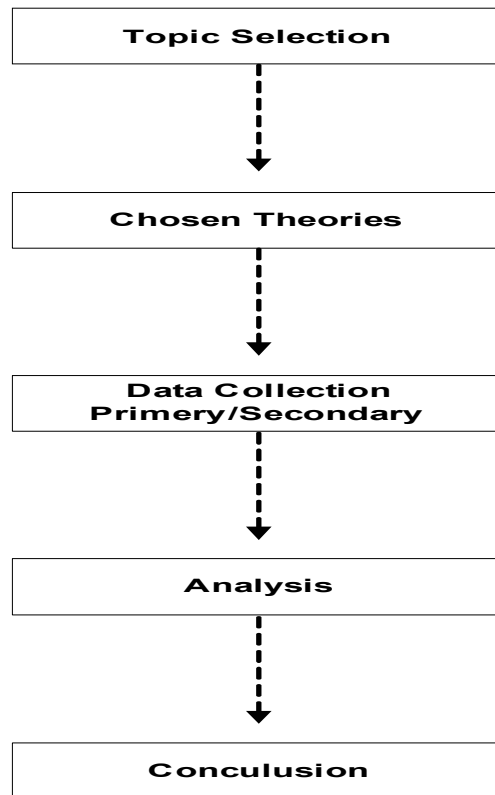 Topic Selection
Chosen Theories
Data Collection
Primery/Secondary
Analysis
Conculusion